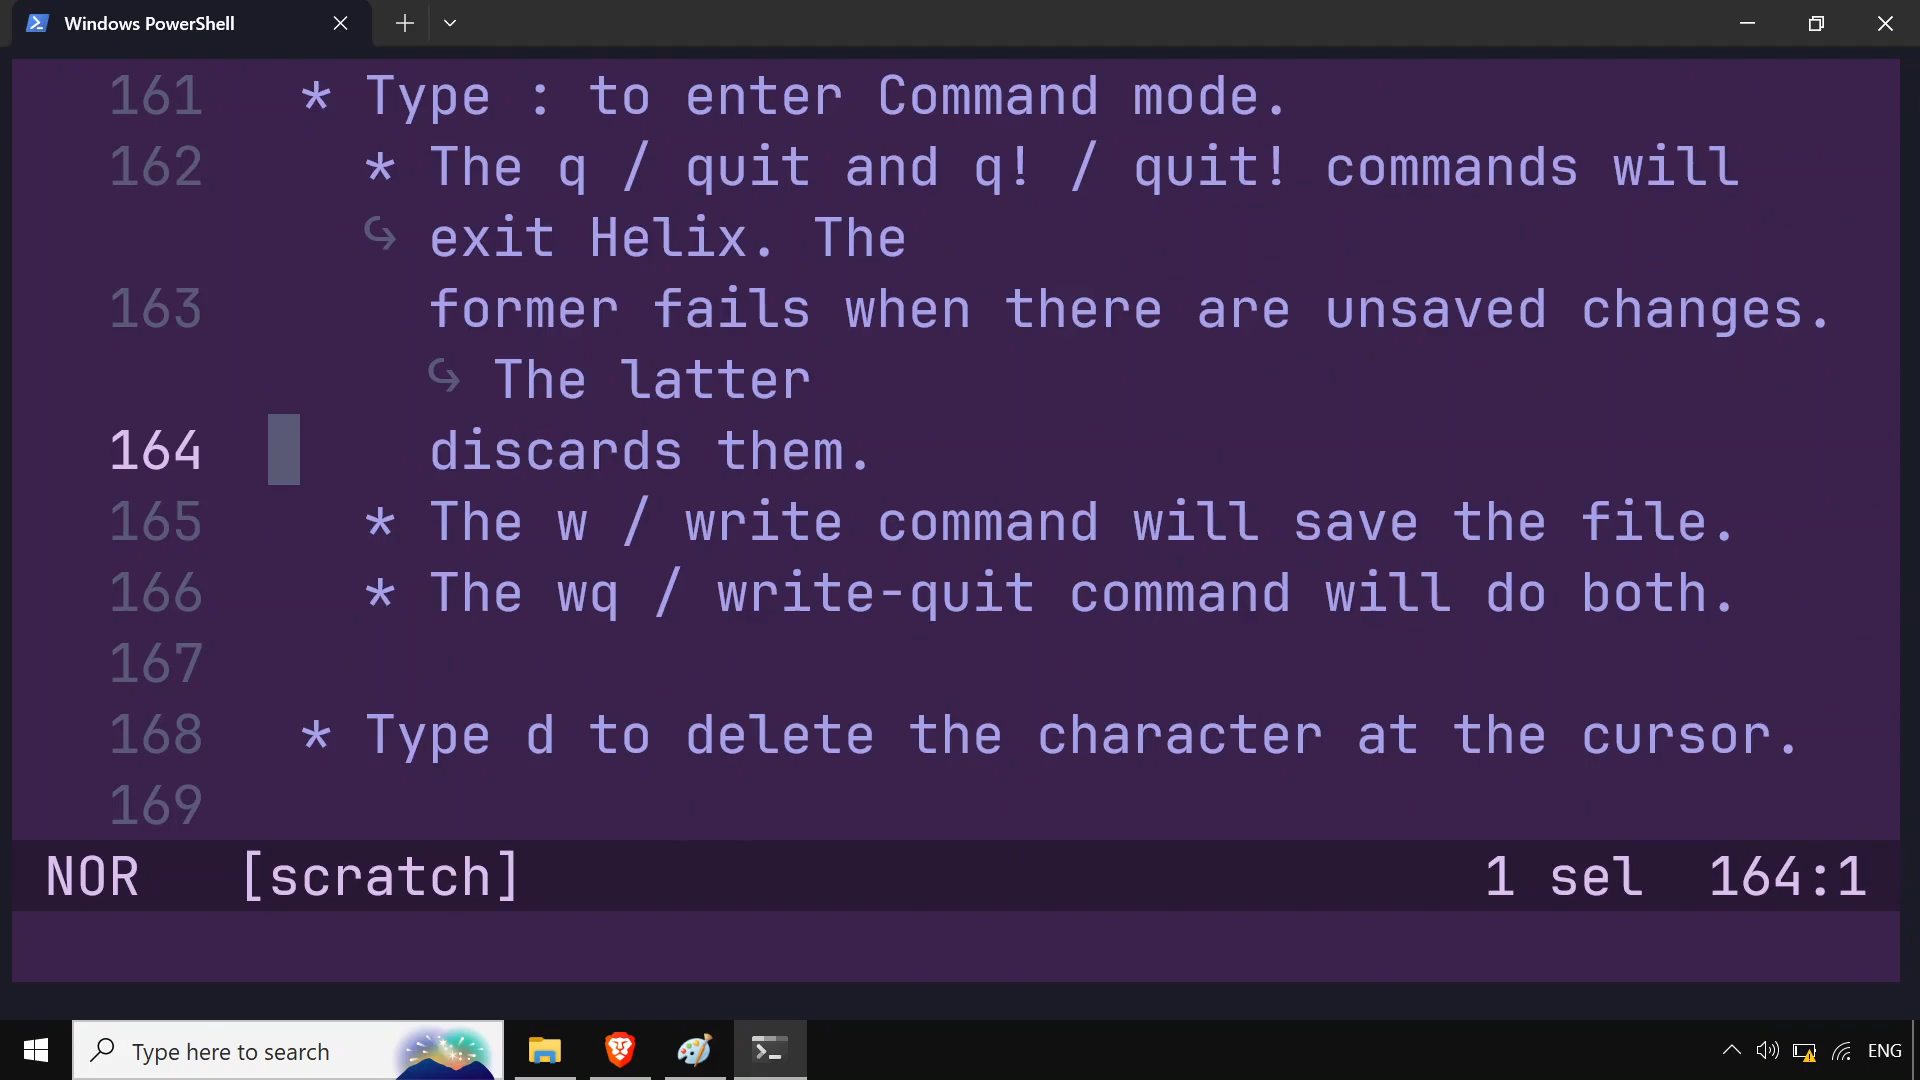 Windows PowerShell
161 * Type : to enter Command mode.
162 * The q / quit and q! / quit! commands will
↪ exit Helix. The
163 former fails when there are unsaved changes.
↪ The latter
164 discards them.
165 * The w / write command will save the file.
166 * The wq / write-quit command will do both.
167
168 * Type d to delete the character at the cursor.
169
NOR [scratch] 1 sel 164:1
Type here to search ENG